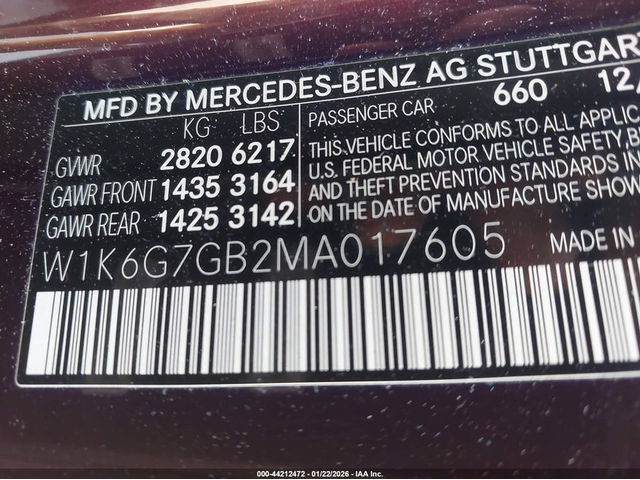 MFD BY MERCEDES-BENZ AG STUTTGART
KG LBS
GVWR 2820 6217
GAWR FRONT 1435 3164
GAWR REAR 1425 3142
PASSENGER CAR 660 12
THIS VEHICLE CONFORMS TO ALL APPLIC
U.S. FEDERAL MOTOR VEHICLE SAFETY, B
AND THEFT PREVENTION STANDARDS IN
ON THE DATE OF MANUFACTURE SHOW
W1K6G7GB2MA017605 MADE IN
000-44212472 - 01/22/2026 - IAA Inc.